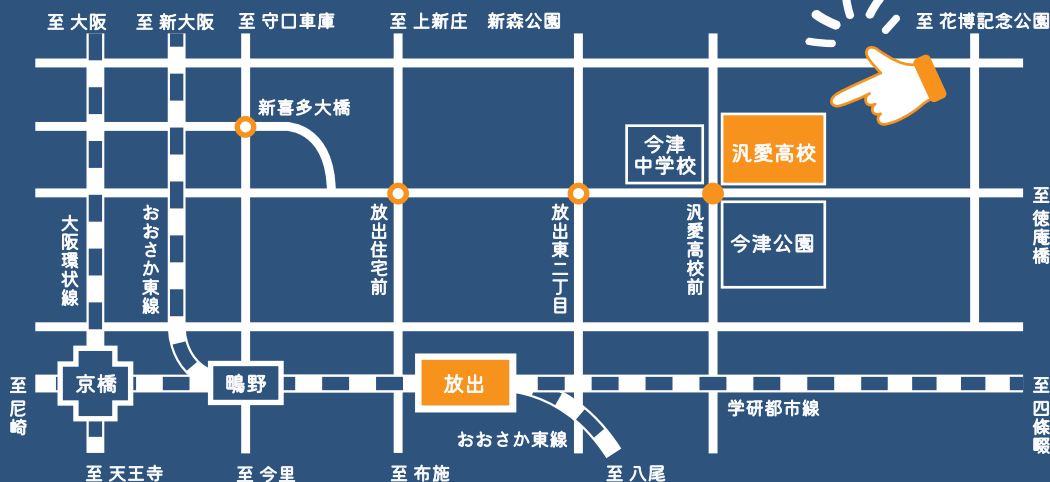 至 大阪
至 新大阪
至 守口車庫
至 上新庄
新森公園
至 花博記念公園
新喜多大橋
今津
中学校
汎愛高校
至 徳庵橋
大阪環状線
おおさか東線
放出住宅前
放出東二丁目
汎愛高校前
今津公園
至 尼崎
京橋
鴫野
放出
至 四條畷
学研都市線
おおさか東線
至 天王寺
至 今里
至 布施
至 八尾